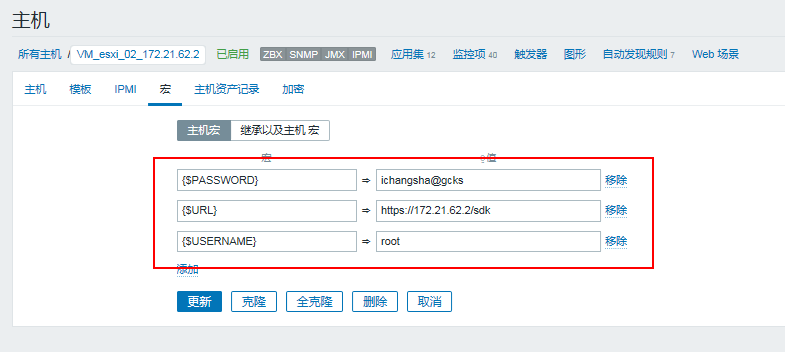 主机
所有主机 / VM_esxi_02_172.21.62.2 已启用 ZBX SNMP JMX IPMI 应用集 12 监控项 40 触发器 图形 自动发现规则 7 Web 场景
主机 模板 IPMI 宏 主机资产记录 加密
主机宏 继承以及主机 宏
宏 值
{$PASSWORD} ⇒ ichangsha@gcks 移除
{$URL} ⇒ https://172.21.62.2/sdk 移除
{$USERNAME} ⇒ root 移除
添加
更新 克隆 全克隆 删除 取消